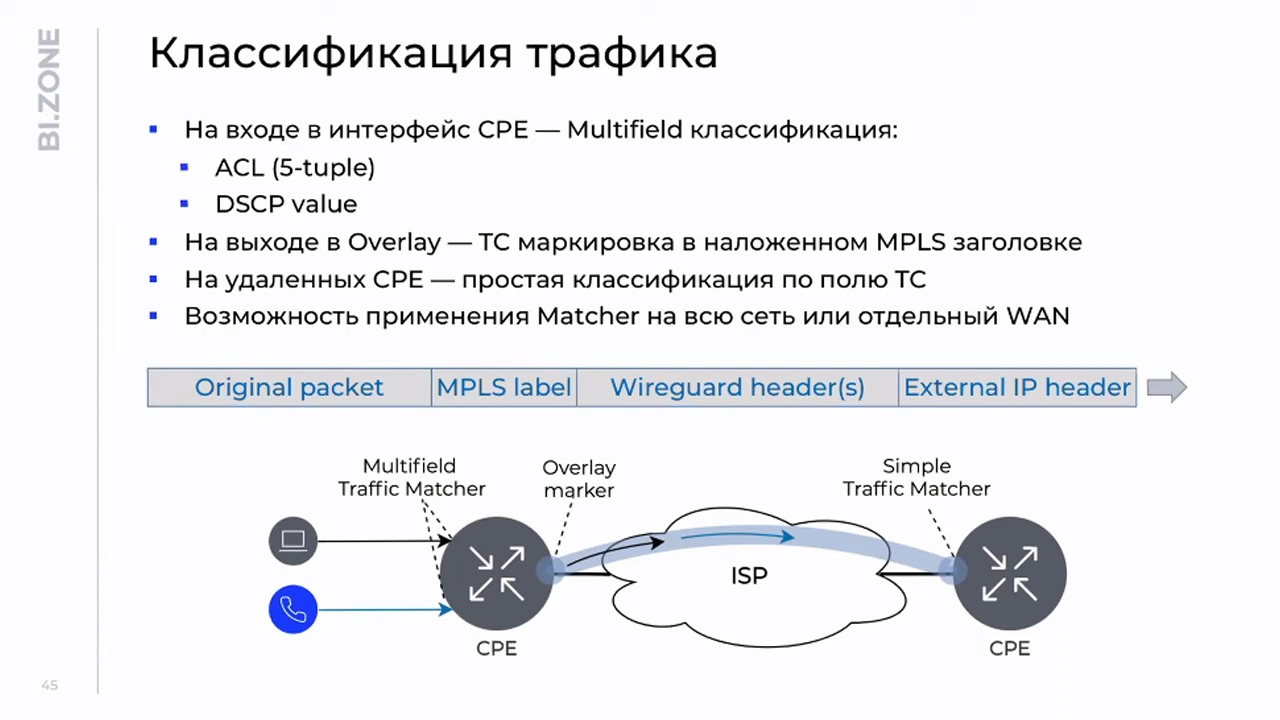 BI.ZONE
Классификация трафика
На входе в интерфейс CPE — Multifield классификация:
ACL (5-tuple)
DSCP value
На выходе в Overlay — TC маркировка в наложенном MPLS заголовке
На удаленных CPE — простая классификация по полю TC
Возможность применения Matcher на всю сеть или отдельный WAN
Original packet MPLS label Wireguard header(s) External IP header
Multifield
Traffic Matcher
Overlay
marker
Simple
Traffic Matcher
ISP
CPE
CPE
45